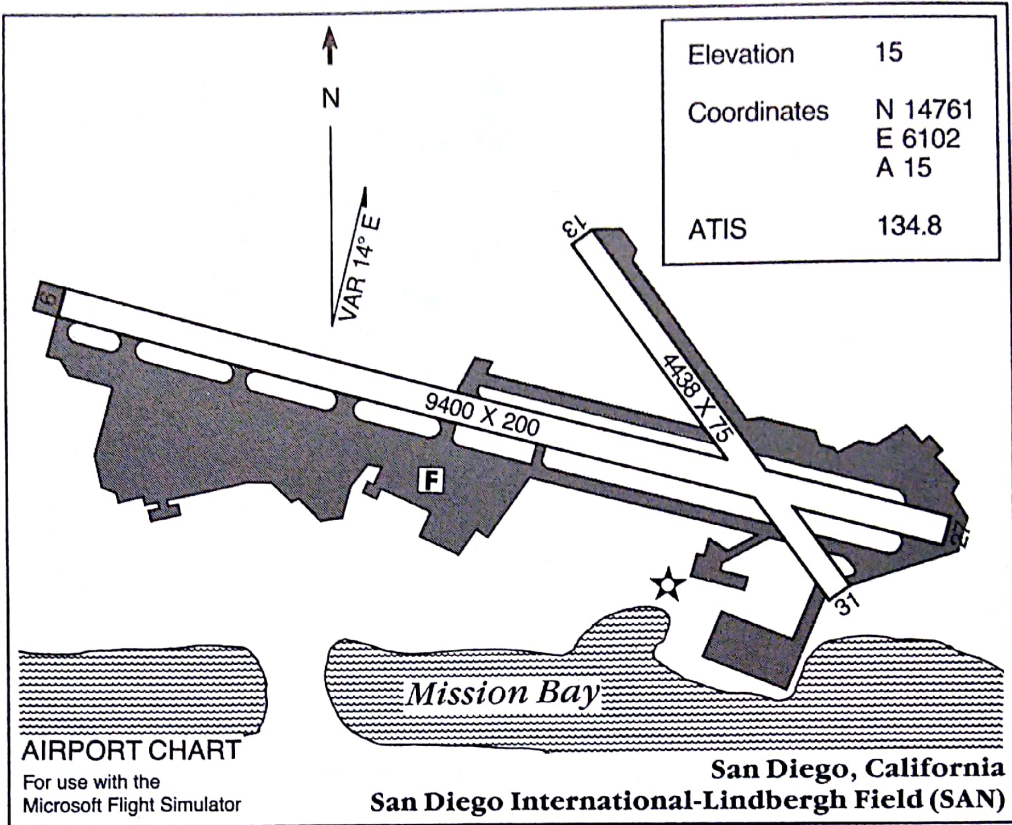 Elevation 15
Coordinates N 14761
E 6102
A 15
ATIS 134.8
N
VAR 14° E
13
9
4438 X 75
9400 X 200
F
27
31
Mission Bay
AIRPORT CHART
For use with the
Microsoft Flight Simulator
San Diego, California
San Diego International-Lindbergh Field (SAN)